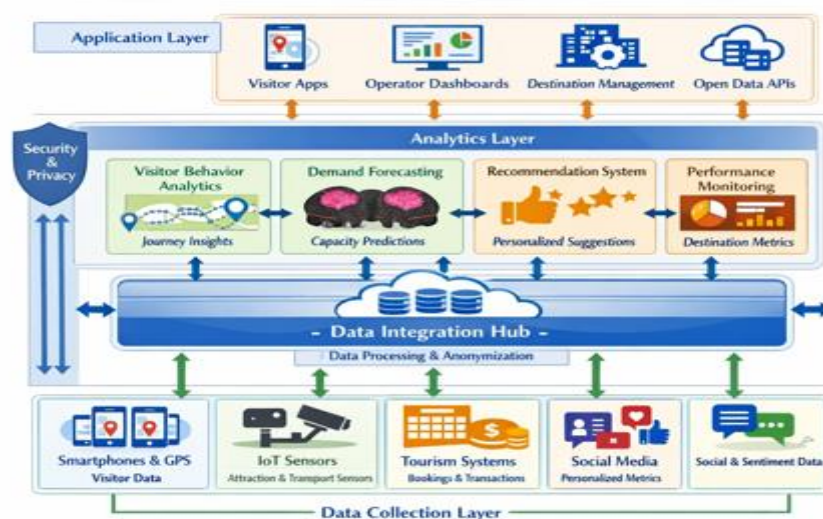 Application Layer
Visitor Apps
Operator Dashboards
Destination Management
Open Data APIs
Security
&
Privacy
Analytics Layer
Visitor Behavior
Analytics
Journey Insights
Demand Forecasting
Capacity Predictions
Recommendation System
Personalized Suggestions
Performance
Monitoring
Destination Metrics
- Data Integration Hub -
Data Processing & Anonymization
Smartphones & GPS
Visitor Data
IoT Sensors
Attraction & Transport Sensors
Tourism Systems
Bookings & Transactions
Social Media
Personalized Metrics
Social & Sentiment Data
Data Collection Layer